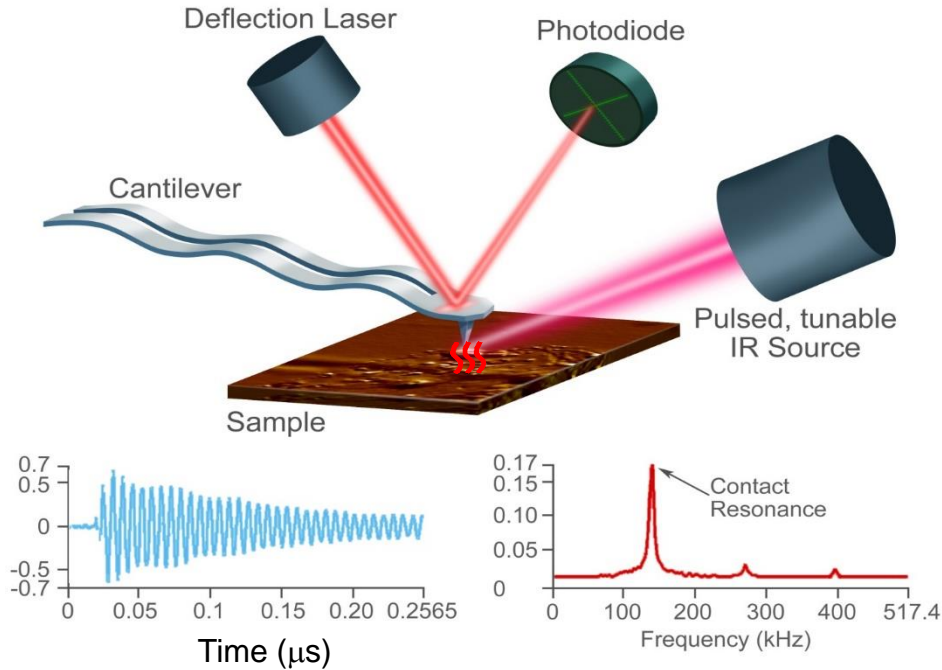 Deflection Laser
Photodiode
Cantilever
Pulsed, tunable
IR Source
Sample
0.7
0.5
0
-0.5
-0.7
0 0.05 0.1 0.15 0.20 0.2565
Time (μs)
0.17
0.15
0.10
0.05
0
Contact
Resonance
0 100 200 300 400 517.4
Frequency (kHz)